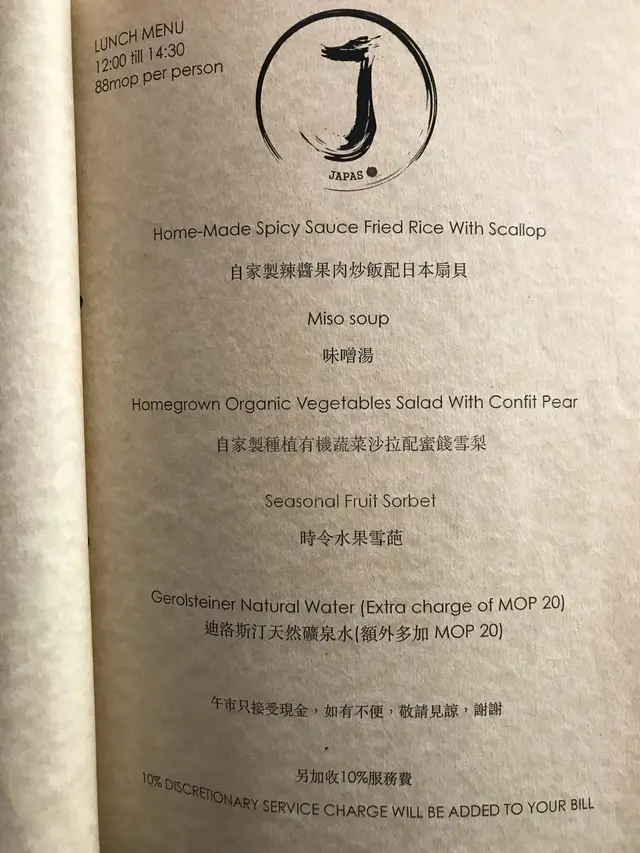 LUNCH MENU
12:00 till 14:30
88mop per person
J
JAPAS
Home-Made Spicy Sauce Fried Rice With Scallop
自家製辣醬果肉炒飯配日本扇貝
Miso soup
味噌湯
Homegrown Organic Vegetables Salad With Confit Pear
自家製種植有機蔬菜沙拉配蜜餞雪梨
Seasonal Fruit Sorbet
時令水果雪葩
Gerolsteiner Natural Water (Extra charge of MOP 20)
迪洛斯汀天然礦泉水(額外多加 MOP 20)
午市只接受現金，如有不便，敬請見諒，謝謝
另加收10%服務費
10% DISCRETIONARY SERVICE CHARGE WILL BE ADDED TO YOUR BILL